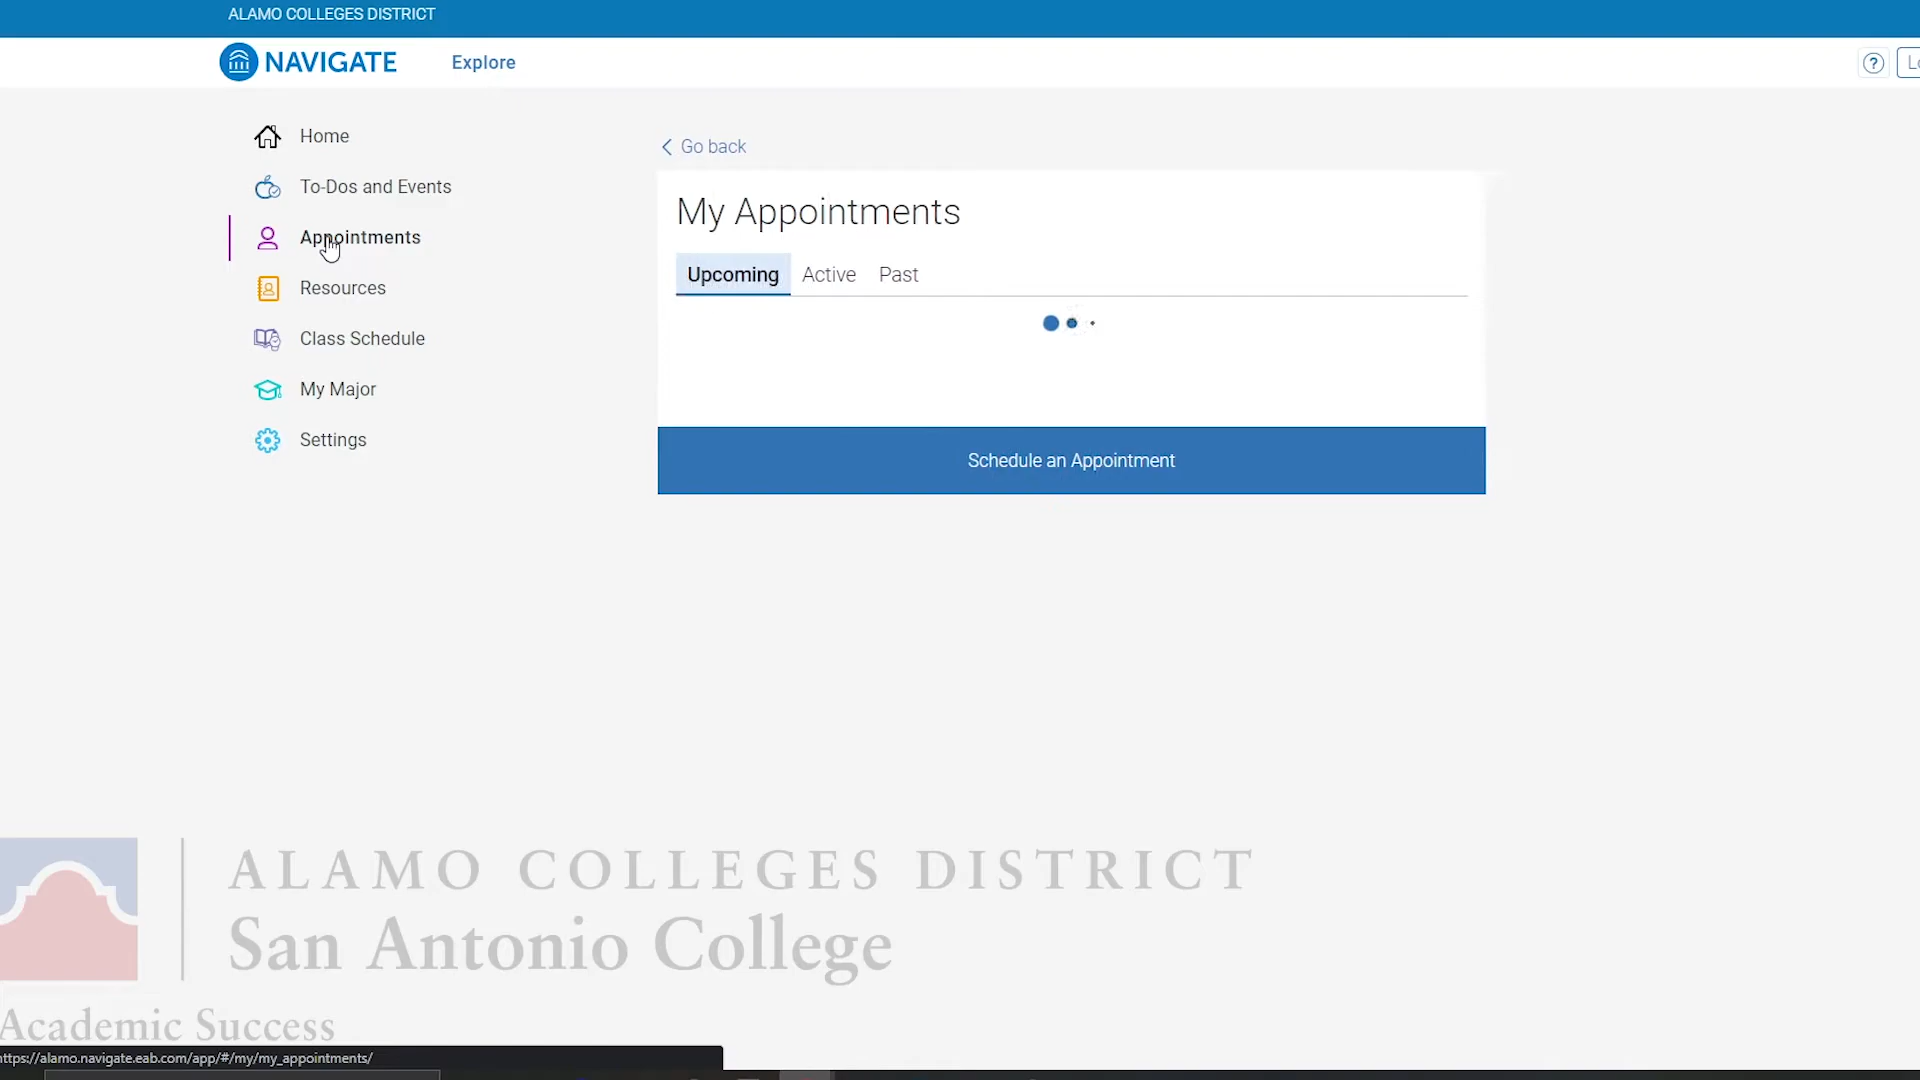 ALAMO COLLEGES DISTRICT
NAVIGATE
Explore
?
Home
To-Dos and Events
Appointments
Resources
Class Schedule
My Major
Settings
Go back
My Appointments
Upcoming Active Past
Schedule an Appointment
ALAMO COLLEGES DISTRICT
San Antonio College
Academic Success
https://alamo.navigate.eab.com/app/#/my/my_appointments/